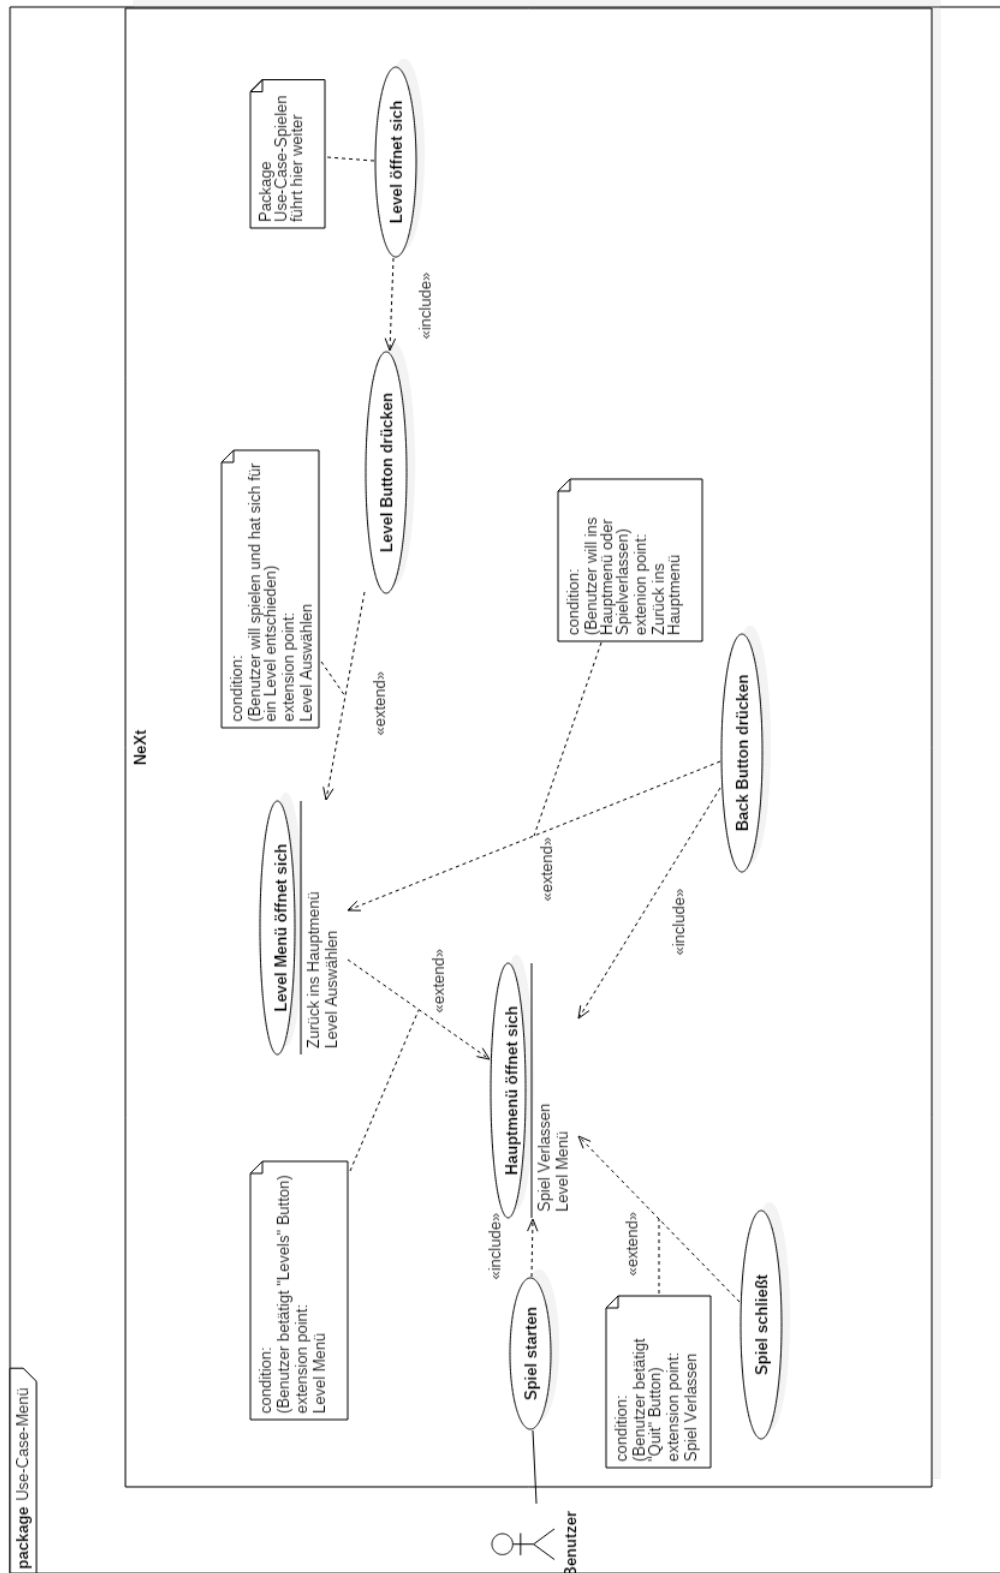 package Use-Case-Menü
NeXt
condition:
(Benutzer betätigt "Levels" Button)
extension point:
Level Menü
Level Menü öffnet sich
Zurück ins Hauptmenü
Level Auswählen
condition:
(Benutzer will spielen und hat sich für
ein Level entschieden)
extension point:
Level Auswählen
Package
Use-Case-Spielen
führt hier weiter
«extend»
Level Button drücken
«include»
Level öffnet sich
«extend»
Benutzer
Spiel starten
«include»
Hauptmenü öffnet sich
Spiel Verlassen
Level Menü
«extend»
condition:
(Benutzer will ins
Hauptmenü oder
Spielverlassen)
extenion point:
Zurück ins
Hauptmenü
condition:
(Benutzer betätigt
"Quit" Button)
extension point:
Spiel Verlassen
«extend»
«include»
Spiel schließt
Back Button drücken